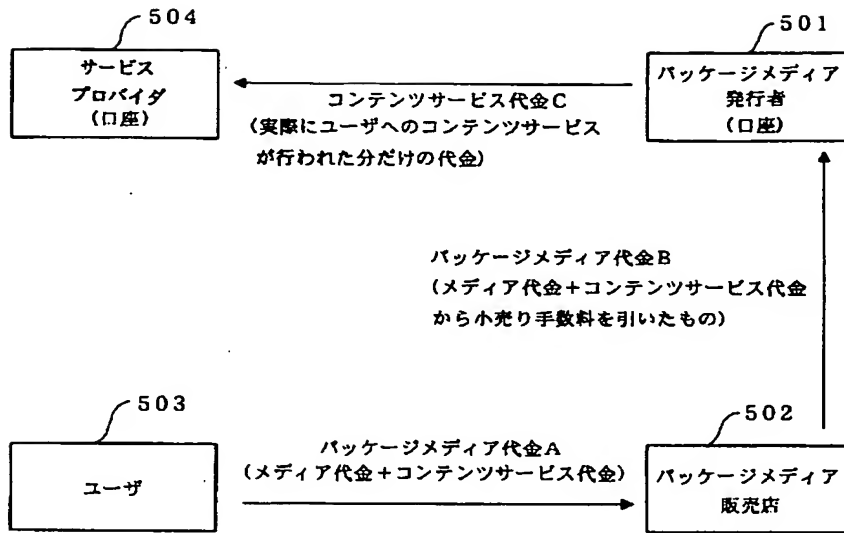 504
サービス
プロバイダ
(口座)
501
パッケージメディア
発行者
(口座)
コンテンツサービス代金C
(実際にユーザへのコンテンツサービス
が行われた分だけの代金)
パッケージメディア代金B
(メディア代金+コンテンツサービス代金
から小売り手数料を引いたもの)
503
ユーザ
パッケージメディア代金A
(メディア代金+コンテンツサービス代金)
502
パッケージメディア
販売店